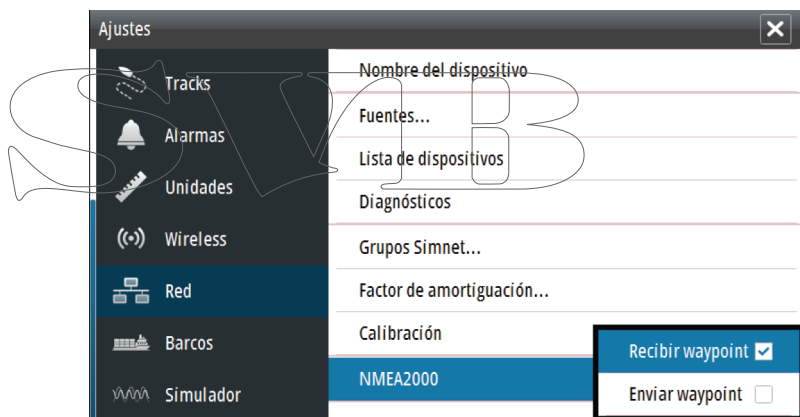 Ajustes
Tracks
Alarmas
Unidades
Wireless
Red
Barcos
Simulador
Nombre del dispositivo
Fuentes...
Lista de dispositivos
Diagnósticos
Grupos Simnet...
Factor de amortiguación...
Calibración
NMEA2000
Recibir waypoint
Enviar waypoint
SVB